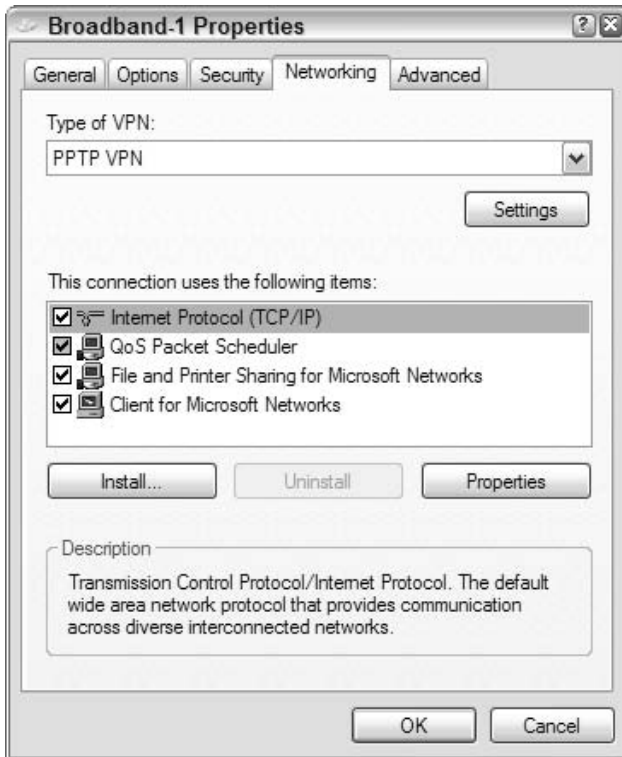 Broadband-1 Properties
General Options Security Networking Advanced
Type of VPN:
PPTP VPN
Settings
This connection uses the following items:
Internet Protocol (TCP/IP)
QoS Packet Scheduler
File and Printer Sharing for Microsoft Networks
Client for Microsoft Networks
Install... Uninstall Properties
Description
Transmission Control Protocol/Internet Protocol. The default
wide area network protocol that provides communication
across diverse interconnected networks.
OK Cancel